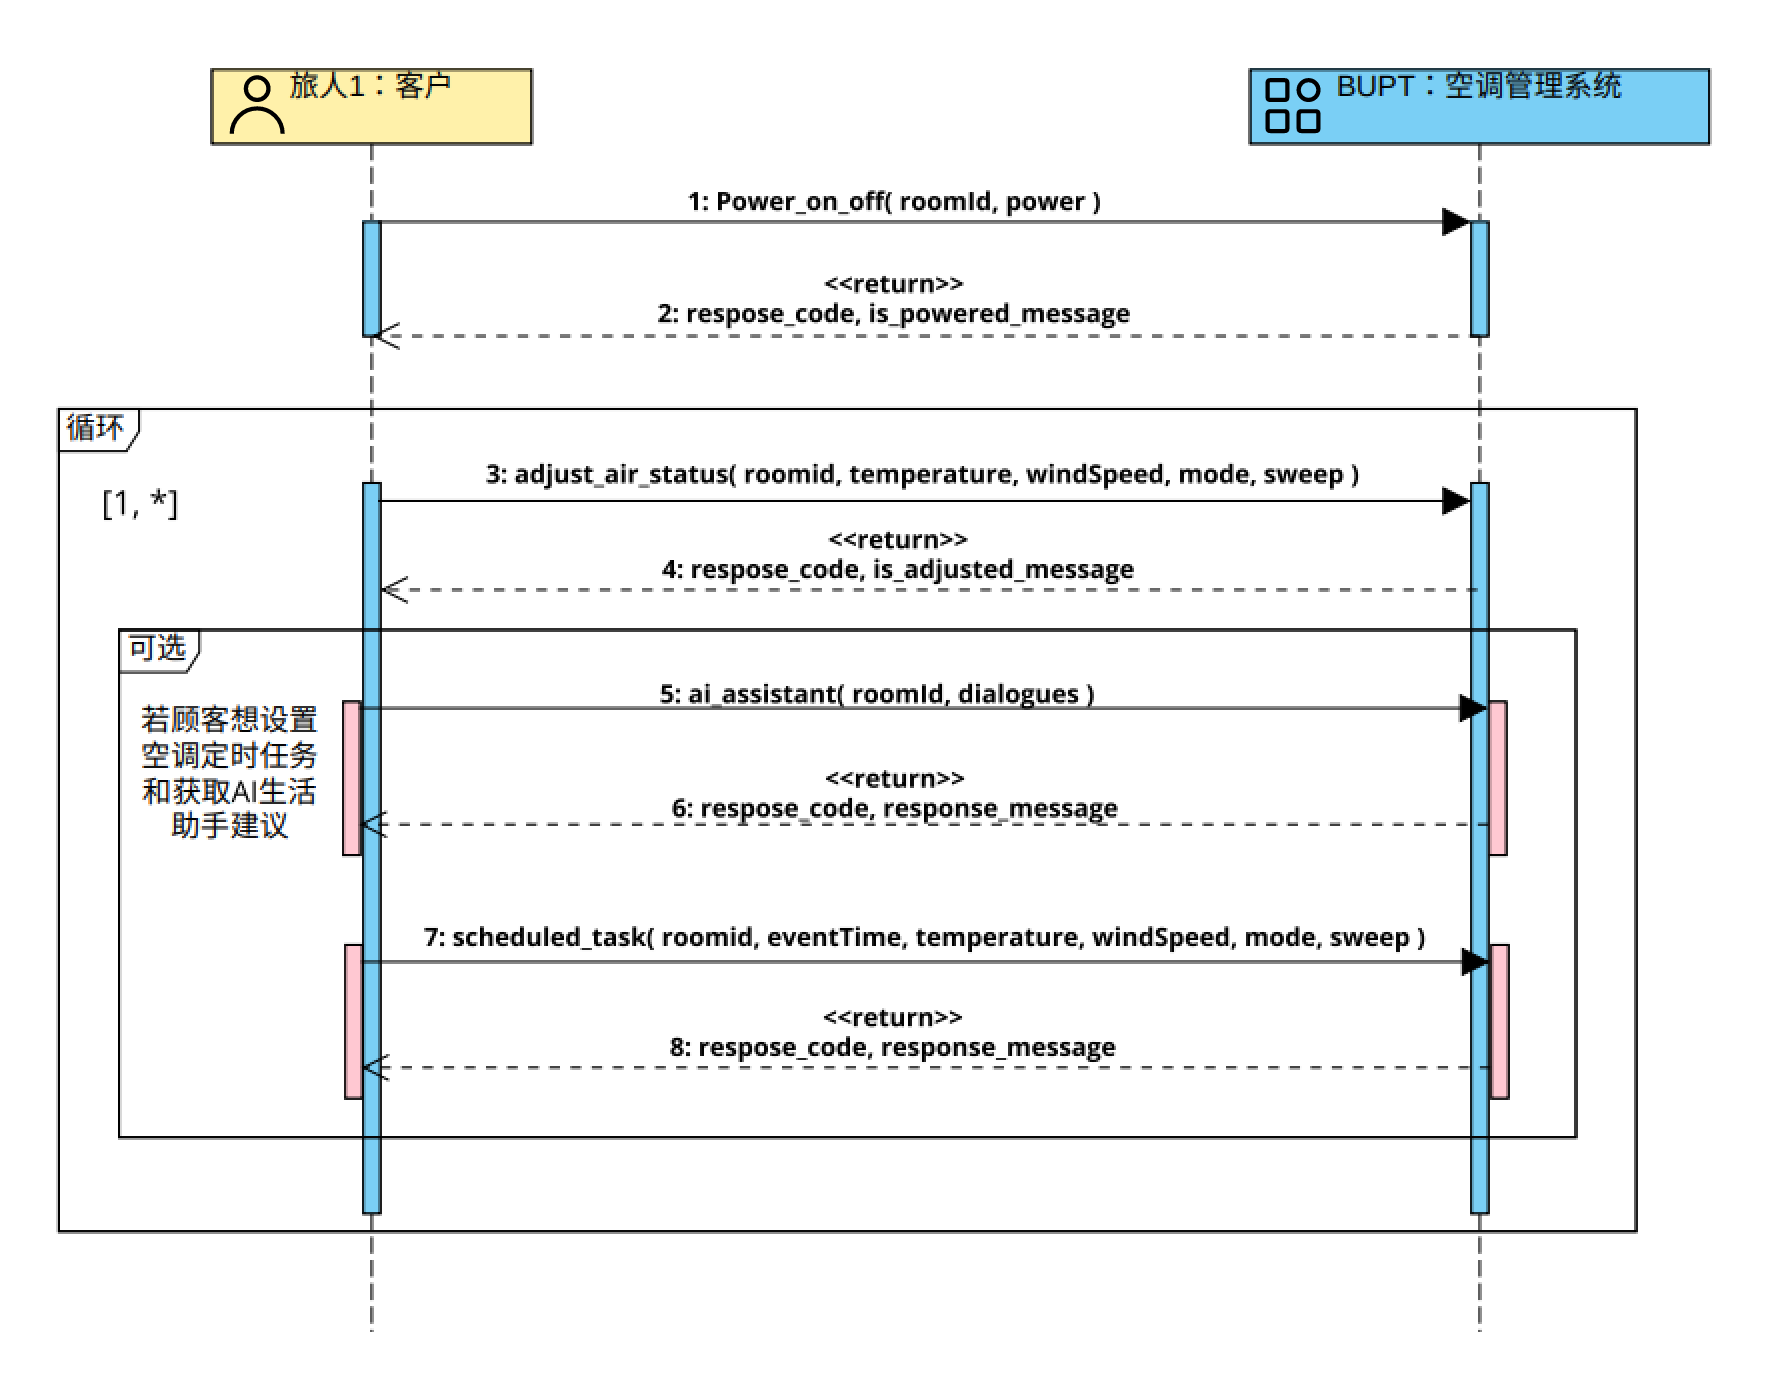 旅人1：客户
BUPT：空调管理系统
1: Power_on_off( roomId, power )
<<return>>
2: respose_code, is_powered_message
循环
3: adjust_air_status( roomid, temperature, windSpeed, mode, sweep )
[1, *]
<<return>>
4: respose_code, is_adjusted_message
可选
5: ai_assistant( roomId, dialogues )
若顾客想设置
空调定时任务
和获取AI生活
助手建议
<<return>>
6: respose_code, response_message
7: scheduled_task( roomid, eventTime, temperature, windSpeed, mode, sweep )
<<return>>
8: respose_code, response_message